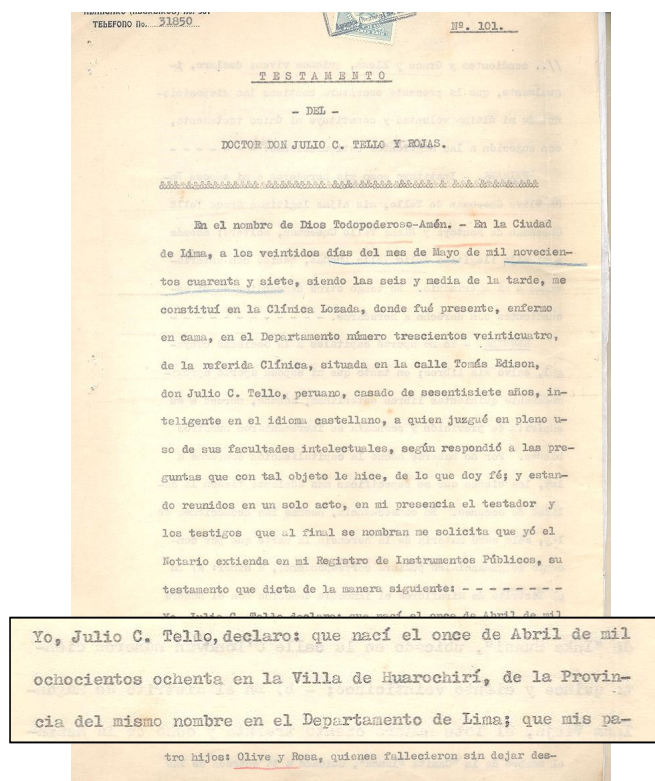 TELEFONO No. 31850
Nº. 101.
TESTAMENTO
- DEL -
DOCTOR DON JULIO C. TELLO Y ROJAS.
En el nombre de Dios Todopoderoso-Amén. - En la Ciudad
de Lima, a los veintidos días del mes de Mayo de mil novecien-
tos cuarenta y siete, siendo las seis y media de la tarde, me
constituí en la Clínica Lozada, donde fué presente, enfermo
en cama, en el Departamento número trescientos veinticuatro,
de la referida Clínica, situada en la calle Tomás Edison,
don Julio C. Tello, peruano, casado de sesentisiete años, in-
teligente en el idioma castellano, a quien juzgué en pleno u-
so de sus facultades intelectuales, según respondió a las pre-
guntas que con tal objeto le hice, de lo que doy fé; y estan-
do reunidos en un solo acto, en mi presencia el testador y
los testigos que al final se nombran me solicita que yó el
Notario extienda en mi Registro de Instrumentos Públicos, su
testamento que dicta de la manera siguiente: - - - - - - - - -
Yo, Julio C. Tello, declaro: que nací el once de Abril de mil
ochocientos ochenta en la Villa de Huarochirí, de la Provin-
cia del mismo nombre en el Departamento de Lima; que mis pa-
tro hijos: Olive y Rosa, quienes fallecieron sin dejar des-